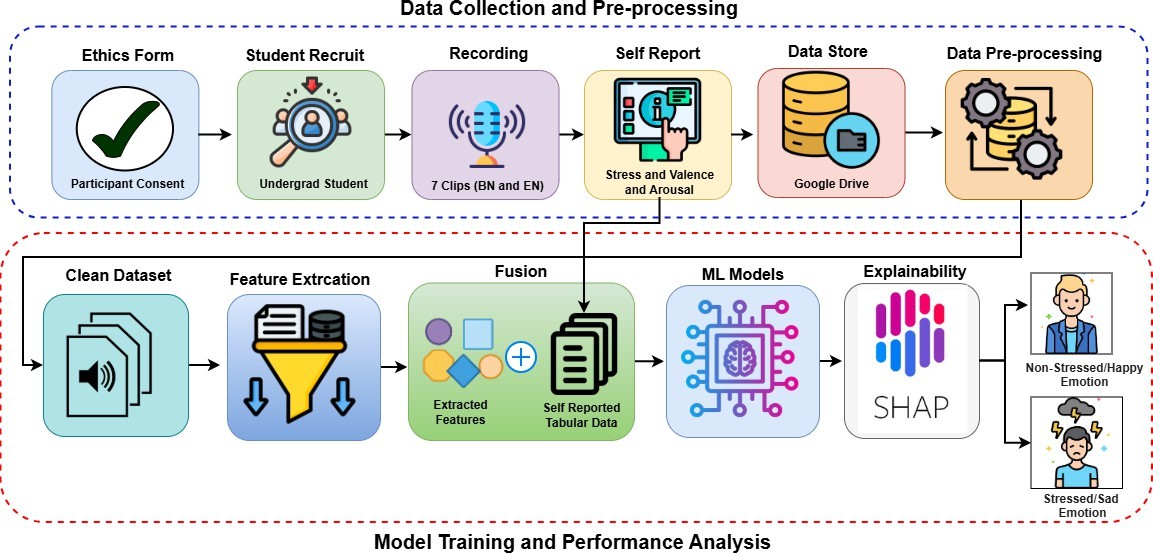 Data Collection and Pre-processing
Ethics Form
Student Recruit
Recording
Self Report
Data Store
Data Pre-processing
Participant Consent
Undergrad Student
7 Clips (BN and EN)
Stress and Valence
and Arousal
Google Drive
Clean Dataset
Feature Extrcation
Fusion
ML Models
Explainability
Extracted
Features
Self Reported
Tabular Data
SHAP
Non-Stressed/Happy
Emotion
Stressed/Sad
Emotion
Model Training and Performance Analysis